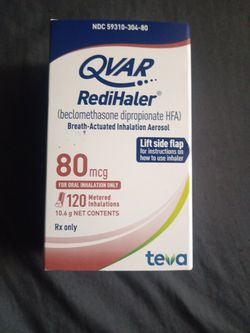 NDC 59310-304-80
QVAR
RediHaler®
(beclomethasone dipropionate HFA)
Breath-Actuated Inhalation Aerosol
Lift side flap
for instructions on
how to use inhaler
80 mcg
FOR ORAL INHALATION ONLY
120 Metered
Inhalations
10.6 g NET CONTENTS
Rx only
teva